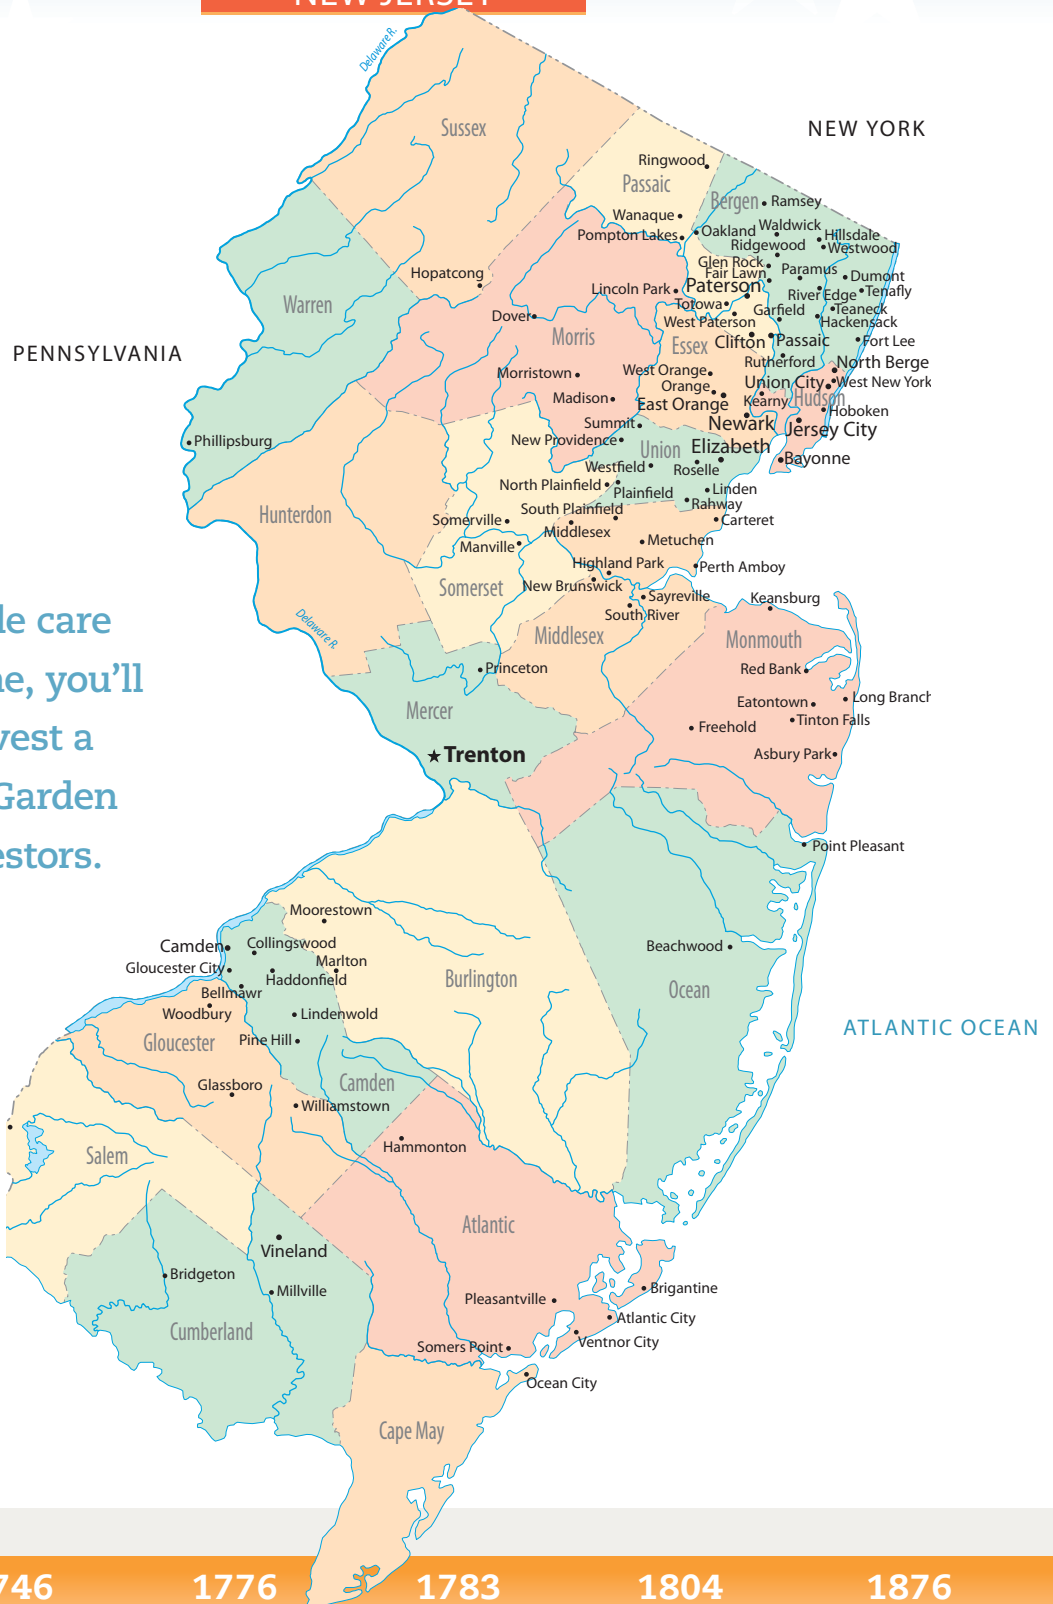 NEW JERSEY
Delaware R.
Sussex
NEW YORK
Ringwood
Passaic
Bergen
Ramsey
Wanaque
Pompton Lakes
Oakland
Waldwick
Hillsdale
Ridgewood
Westwood
Glen Rock
Fair Lawn
Paramus
Dumont
Hopatcong
Paterson
Lincoln Park
River Edge
Tenafly
Warren
Totowa
Garfield
Teaneck
Dover
West Paterson
Hackensack
Morris
Essex
Clifton
Passaic
Fort Lee
PENNSYLVANIA
Rutherford
North Berge
Morristown
West Orange
Union City
West New York
Orange
Madison
East Orange
Kearny
Hudson
Hoboken
Summit
Newark
Jersey City
Phillipsburg
New Providence
Union
Elizabeth
Bayonne
Westfield
Roselle
North Plainfield
Plainfield
Linden
Rahway
Hunterdon
South Plainfield
Somerville
Middlesex
Carteret
Manville
Metuchen
Highland Park
Perth Amboy
Somerset
New Brunswick
Sayreville
Keansburg
South River
le care
Delaware R.
Middlesex
Monmouth
Princeton
Red Bank
ne, you'll
Long Branch
Mercer
Eatontown
Tinton Falls
Freehold
vest a
Trenton
Asbury Park
Garden
Point Pleasant
estors.
Moorestown
Camden
Collingswood
Beachwood
Gloucester City
Marlton
Haddonfield
Burlington
Bellmawr
Ocean
Woodbury
Lindenwold
ATLANTIC OCEAN
Gloucester
Pine Hill
Glassboro
Camden
Williamstown
Hammonton
Salem
Atlantic
Vineland
Bridgeton
Millville
Brigantine
Pleasantville
Atlantic City
Cumberland
Ventnor City
Somers Point
Ocean City
Cape May
746 1776 1783 1804 1876